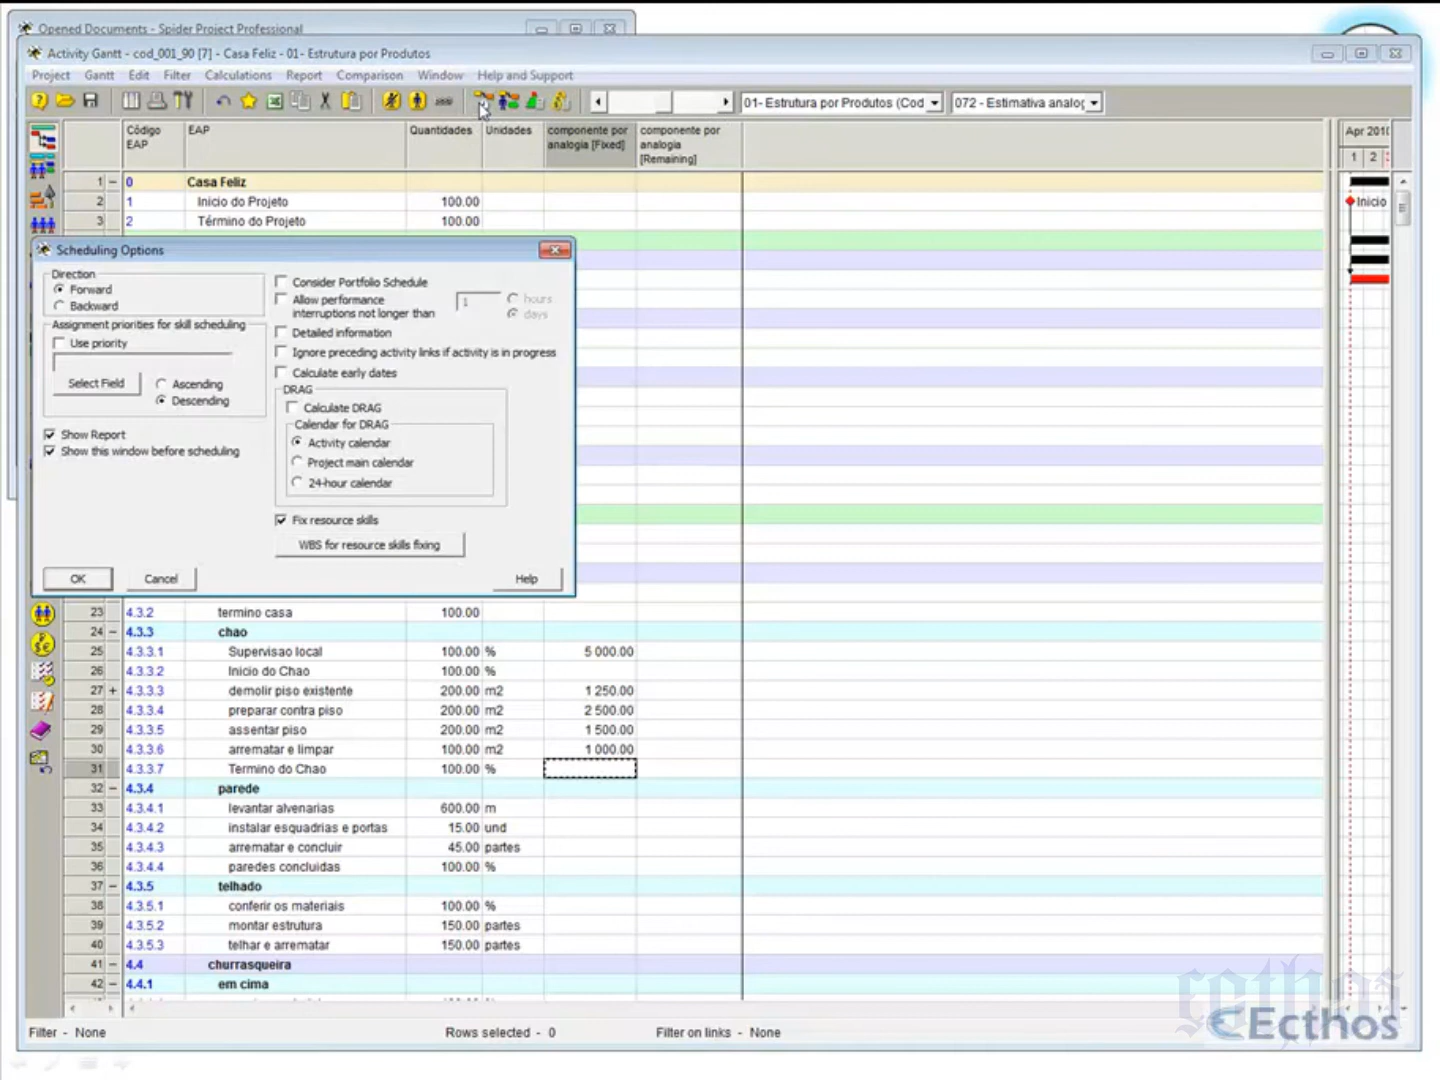 Opened Documents - Spider Project Professional
Activity Gantt - cod_001_90 [7] - Casa Feliz - 01- Estrutura por Produtos
Project Gantt Edit Filter Calculations Report Comparison Window Help and Support
01- Estrutura por Produtos (Cod
072 - Estimativa analog
Código EAP
EAP
Quantidades
Unidades
componente por analogia [Fixed]
componente por analogia [Remaining]
Apr 2010
1 2
1 − 0 Casa Feliz
2 1 Inicio do Projeto 100.00
Inicio
3 2 Término do Projeto 100.00
Scheduling Options
Direction
Forward
Backward
Assignment priorities for skill scheduling
Use priority
Select Field
Ascending
Descending
Show Report
Show this window before scheduling
Consider Portfolio Schedule
Allow performance
interruptions not longer than
1
hours
days
Detailed information
Ignore preceding activity links if activity is in progress
Calculate early dates
DRAG
Calculate DRAG
Calendar for DRAG
Activity calendar
Project main calendar
24-hour calendar
Fix resource skills
WBS for resource skills fixing
OK Cancel Help
23 4.3.2 termino casa 100.00
24 − 4.3.3 chao
25 4.3.3.1 Supervisao local 100.00 % 5 000.00
26 4.3.3.2 Inicio do Chao 100.00 %
27 + 4.3.3.3 demolir piso existente 200.00 m2 1 250.00
28 4.3.3.4 preparar contra piso 200.00 m2 2 500.00
29 4.3.3.5 assentar piso 200.00 m2 1 500.00
30 4.3.3.6 arrematar e limpar 100.00 m2 1 000.00
31 4.3.3.7 Termino do Chao 100.00 %
32 − 4.3.4 parede
33 4.3.4.1 levantar alvenarias 600.00 m
34 4.3.4.2 instalar esquadrias e portas 15.00 und
35 4.3.4.3 arrematar e concluir 45.00 partes
36 4.3.4.4 paredes concluidas 100.00 %
37 − 4.3.5 telhado
38 4.3.5.1 conferir os materiais 100.00 %
39 4.3.5.2 montar estrutura 150.00 partes
40 4.3.5.3 telhar e arrematar 150.00 partes
41 − 4.4 churrasqueira
42 − 4.4.1 em cima
Filter - None Rows selected - 0 Filter on links - None
ecthos
Ecthos